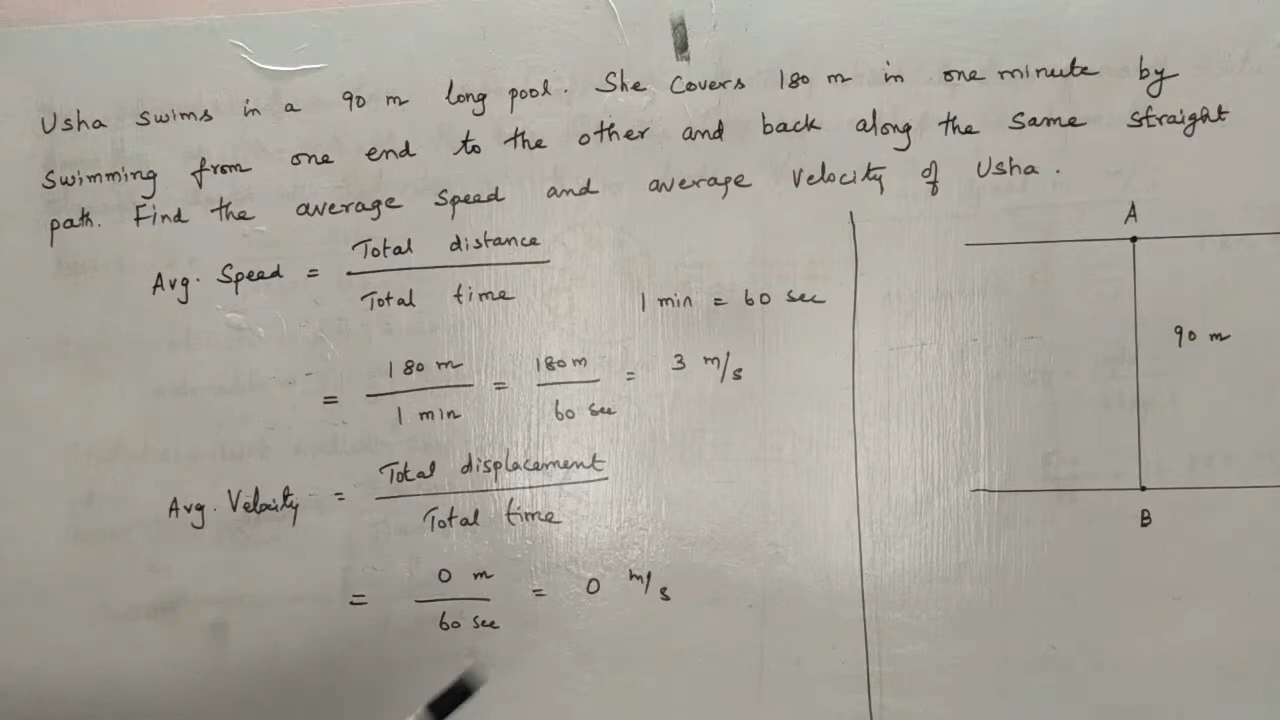 Usha swims in a 90 m long pool. She covers 180 m in one minute by
swimming from one end to the other and back along the same straight
path. Find the average speed and average velocity of Usha.
Avg. Speed = Total distance / Total time
1 min = 60 sec
= 180 m / 1 min = 180 m / 60 sec = 3 m/s
Avg. Velocity = Total displacement / Total time
= 0 m / 60 sec = 0 m/s
A
90 m
B